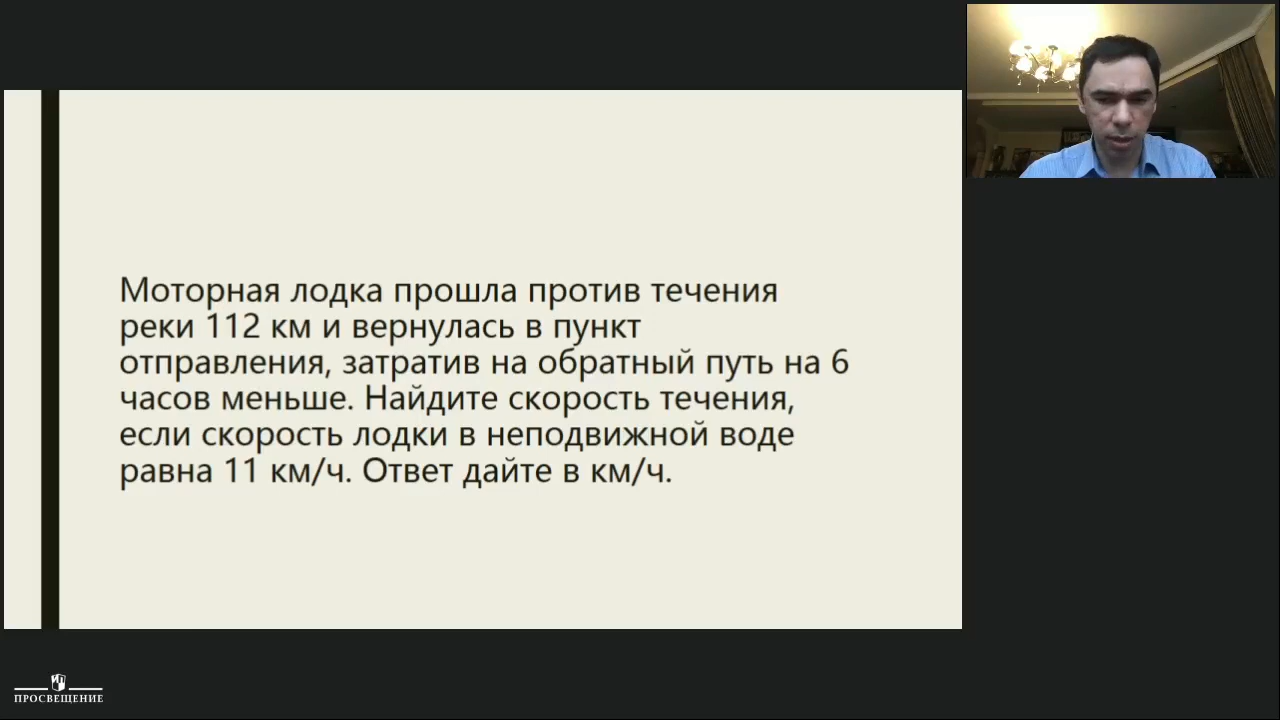 Моторная лодка прошла против течения
реки 112 км и вернулась в пункт
отправления, затратив на обратный путь на 6
часов меньше. Найдите скорость течения,
если скорость лодки в неподвижной воде
равна 11 км/ч. Ответ дайте в км/ч.
ПРОСВЕЩЕНИЕ